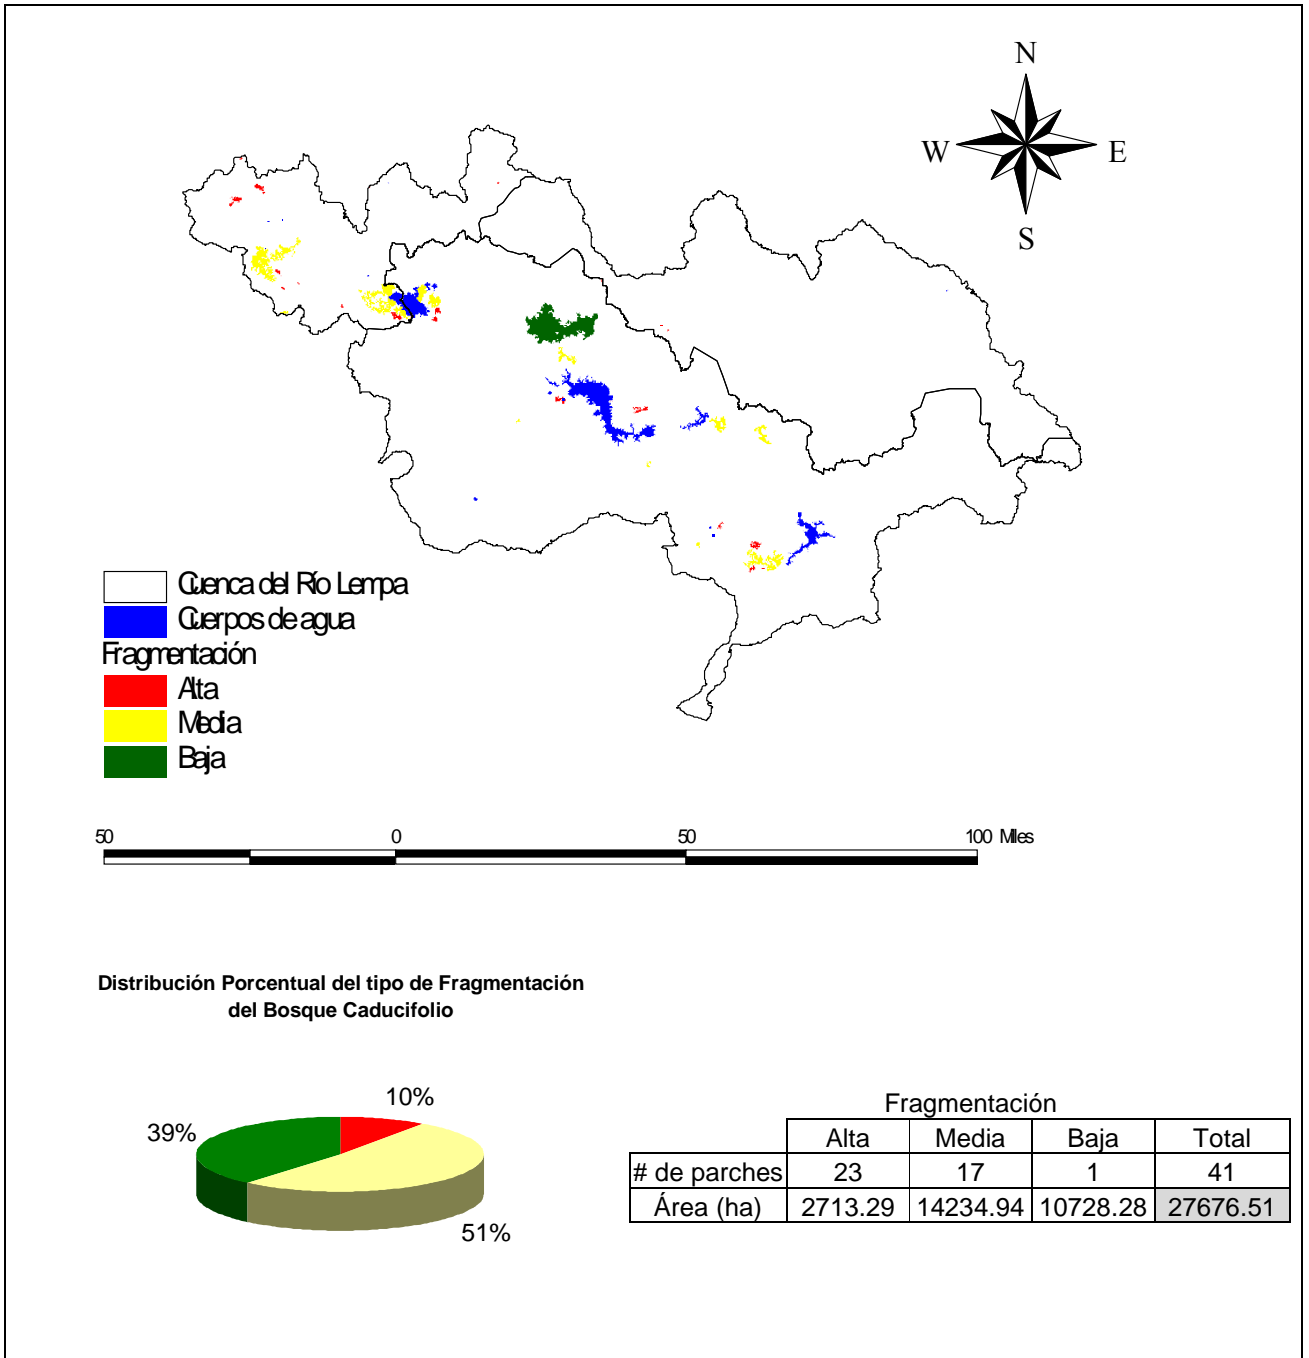 N
W E
S
Cuenca del Río Lempa
Cuerpos de agua
Fragmentación
Alta
Media
Baja
50 0 50 100 Miles
Distribución Porcentual del tipo de Fragmentación
del Bosque Caducifolio
10%
39%
51%
Fragmentación
Alta Media Baja Total
# de parches 23 17 1 41
Área (ha) 2713.29 14234.94 10728.28 27676.51